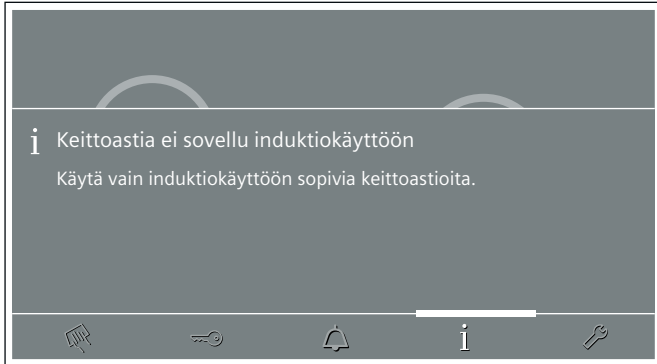 i Keittoastia ei sovellu induktiokäyttöön
Käytä vain induktiokäyttöön sopivia keittoastioita.
i